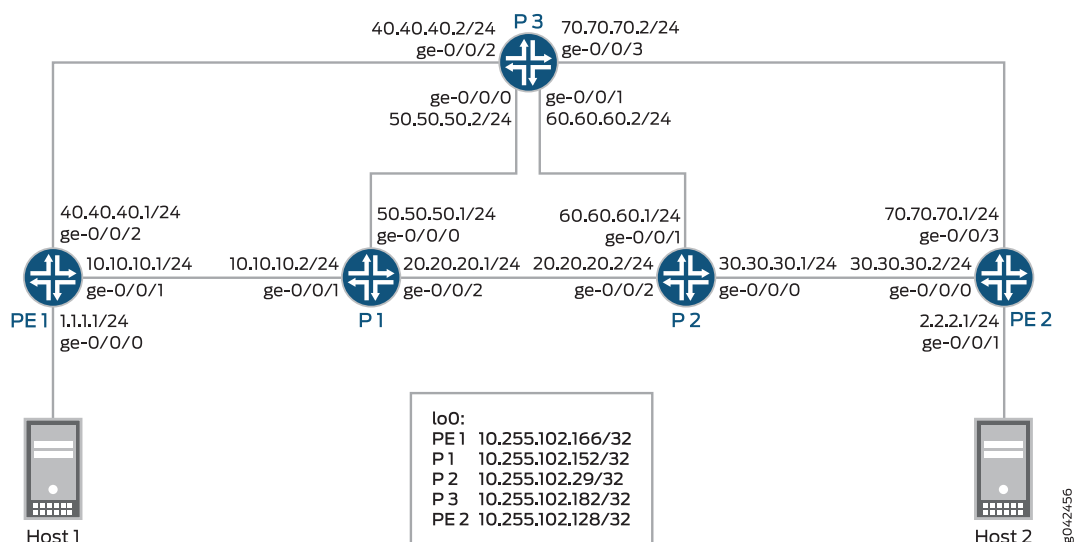 P 3
40.40.40.2/24
ge-0/0/2
70.70.70.2/24
ge-0/0/3
ge-0/0/0
50.50.50.2/24
ge-0/0/1
60.60.60.2/24
40.40.40.1/24
ge-0/0/2
50.50.50.1/24
ge-0/0/0
60.60.60.1/24
ge-0/0/1
70.70.70.1/24
ge-0/0/3
10.10.10.1/24
ge-0/0/1
10.10.10.2/24
ge-0/0/1
20.20.20.1/24
ge-0/0/2
20.20.20.2/24
ge-0/0/2
30.30.30.1/24
ge-0/0/0
30.30.30.2/24
ge-0/0/0
PE 1
P 1
P 2
PE 2
1.1.1.1/24
ge-0/0/0
2.2.2.1/24
ge-0/0/1
lo0:
PE 1 10.255.102.166/32
P 1 10.255.102.152/32
P 2 10.255.102.29/32
P 3 10.255.102.182/32
PE 2 10.255.102.128/32
Host 1
Host 2
g042456